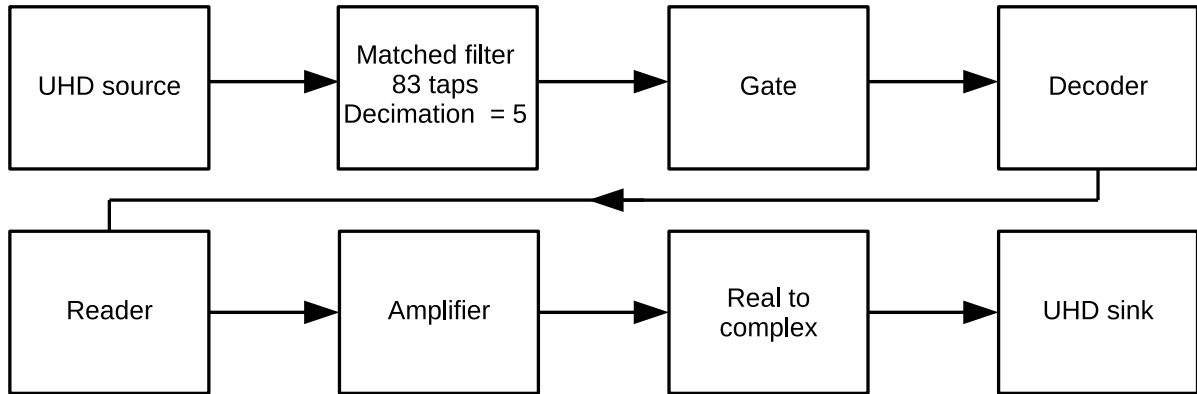 UHD source
Matched filter
83 taps
Decimation = 5
Gate
Decoder
Reader
Amplifier
Real to
complex
UHD sink